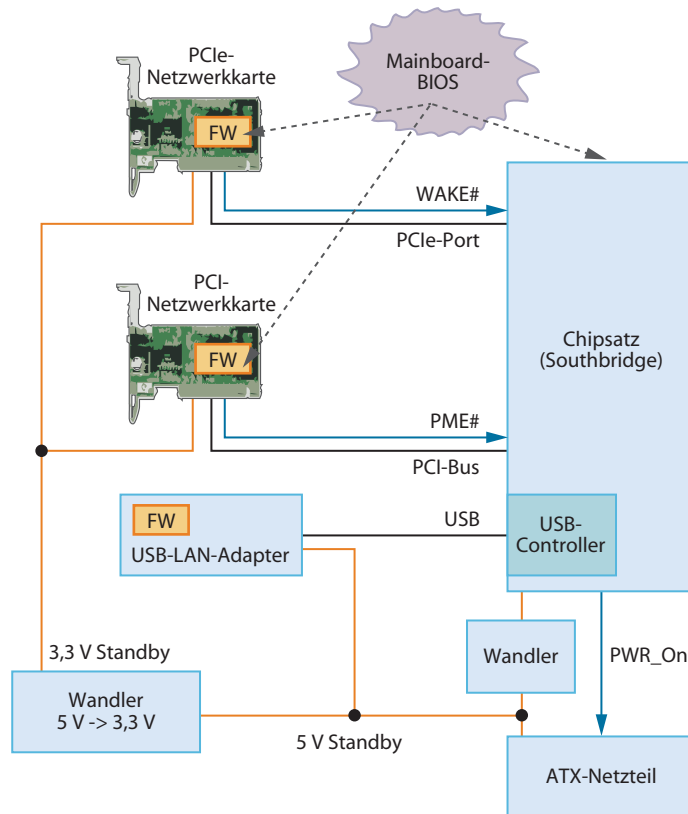 PCIe-
Netzwerkkarte
Mainboard-
BIOS
FW
WAKE#
PCIe-Port
PCI-
Netzwerkkarte
FW
Chipsatz
(Southbridge)
PME#
PCI-Bus
FW
USB-LAN-Adapter
USB
USB-
Controller
3,3 V Standby
Wandler
PWR_On
Wandler
5 V -> 3,3 V
5 V Standby
ATX-Netzteil